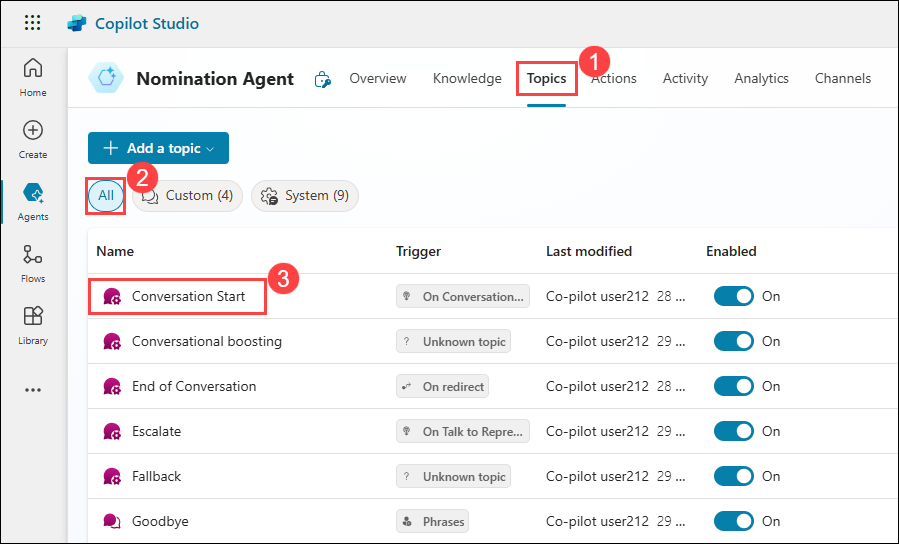 Copilot Studio
Home
Create
Agents
Flows
Library
Nomination Agent
Overview Knowledge Topics 1 Actions Activity Analytics Channels
Add a topic
All 2 Custom (4) System (9)
Name Trigger Last modified Enabled
Conversation Start 3 On Conversation... Co-pilot user212 28 ... On
Conversational boosting ? Unknown topic Co-pilot user212 29 ... On
End of Conversation On redirect Co-pilot user212 28 ... On
Escalate On Talk to Repre... Co-pilot user212 29 ... On
Fallback ? Unknown topic Co-pilot user212 29 ... On
Goodbye Phrases Co-pilot user212 29 ... On